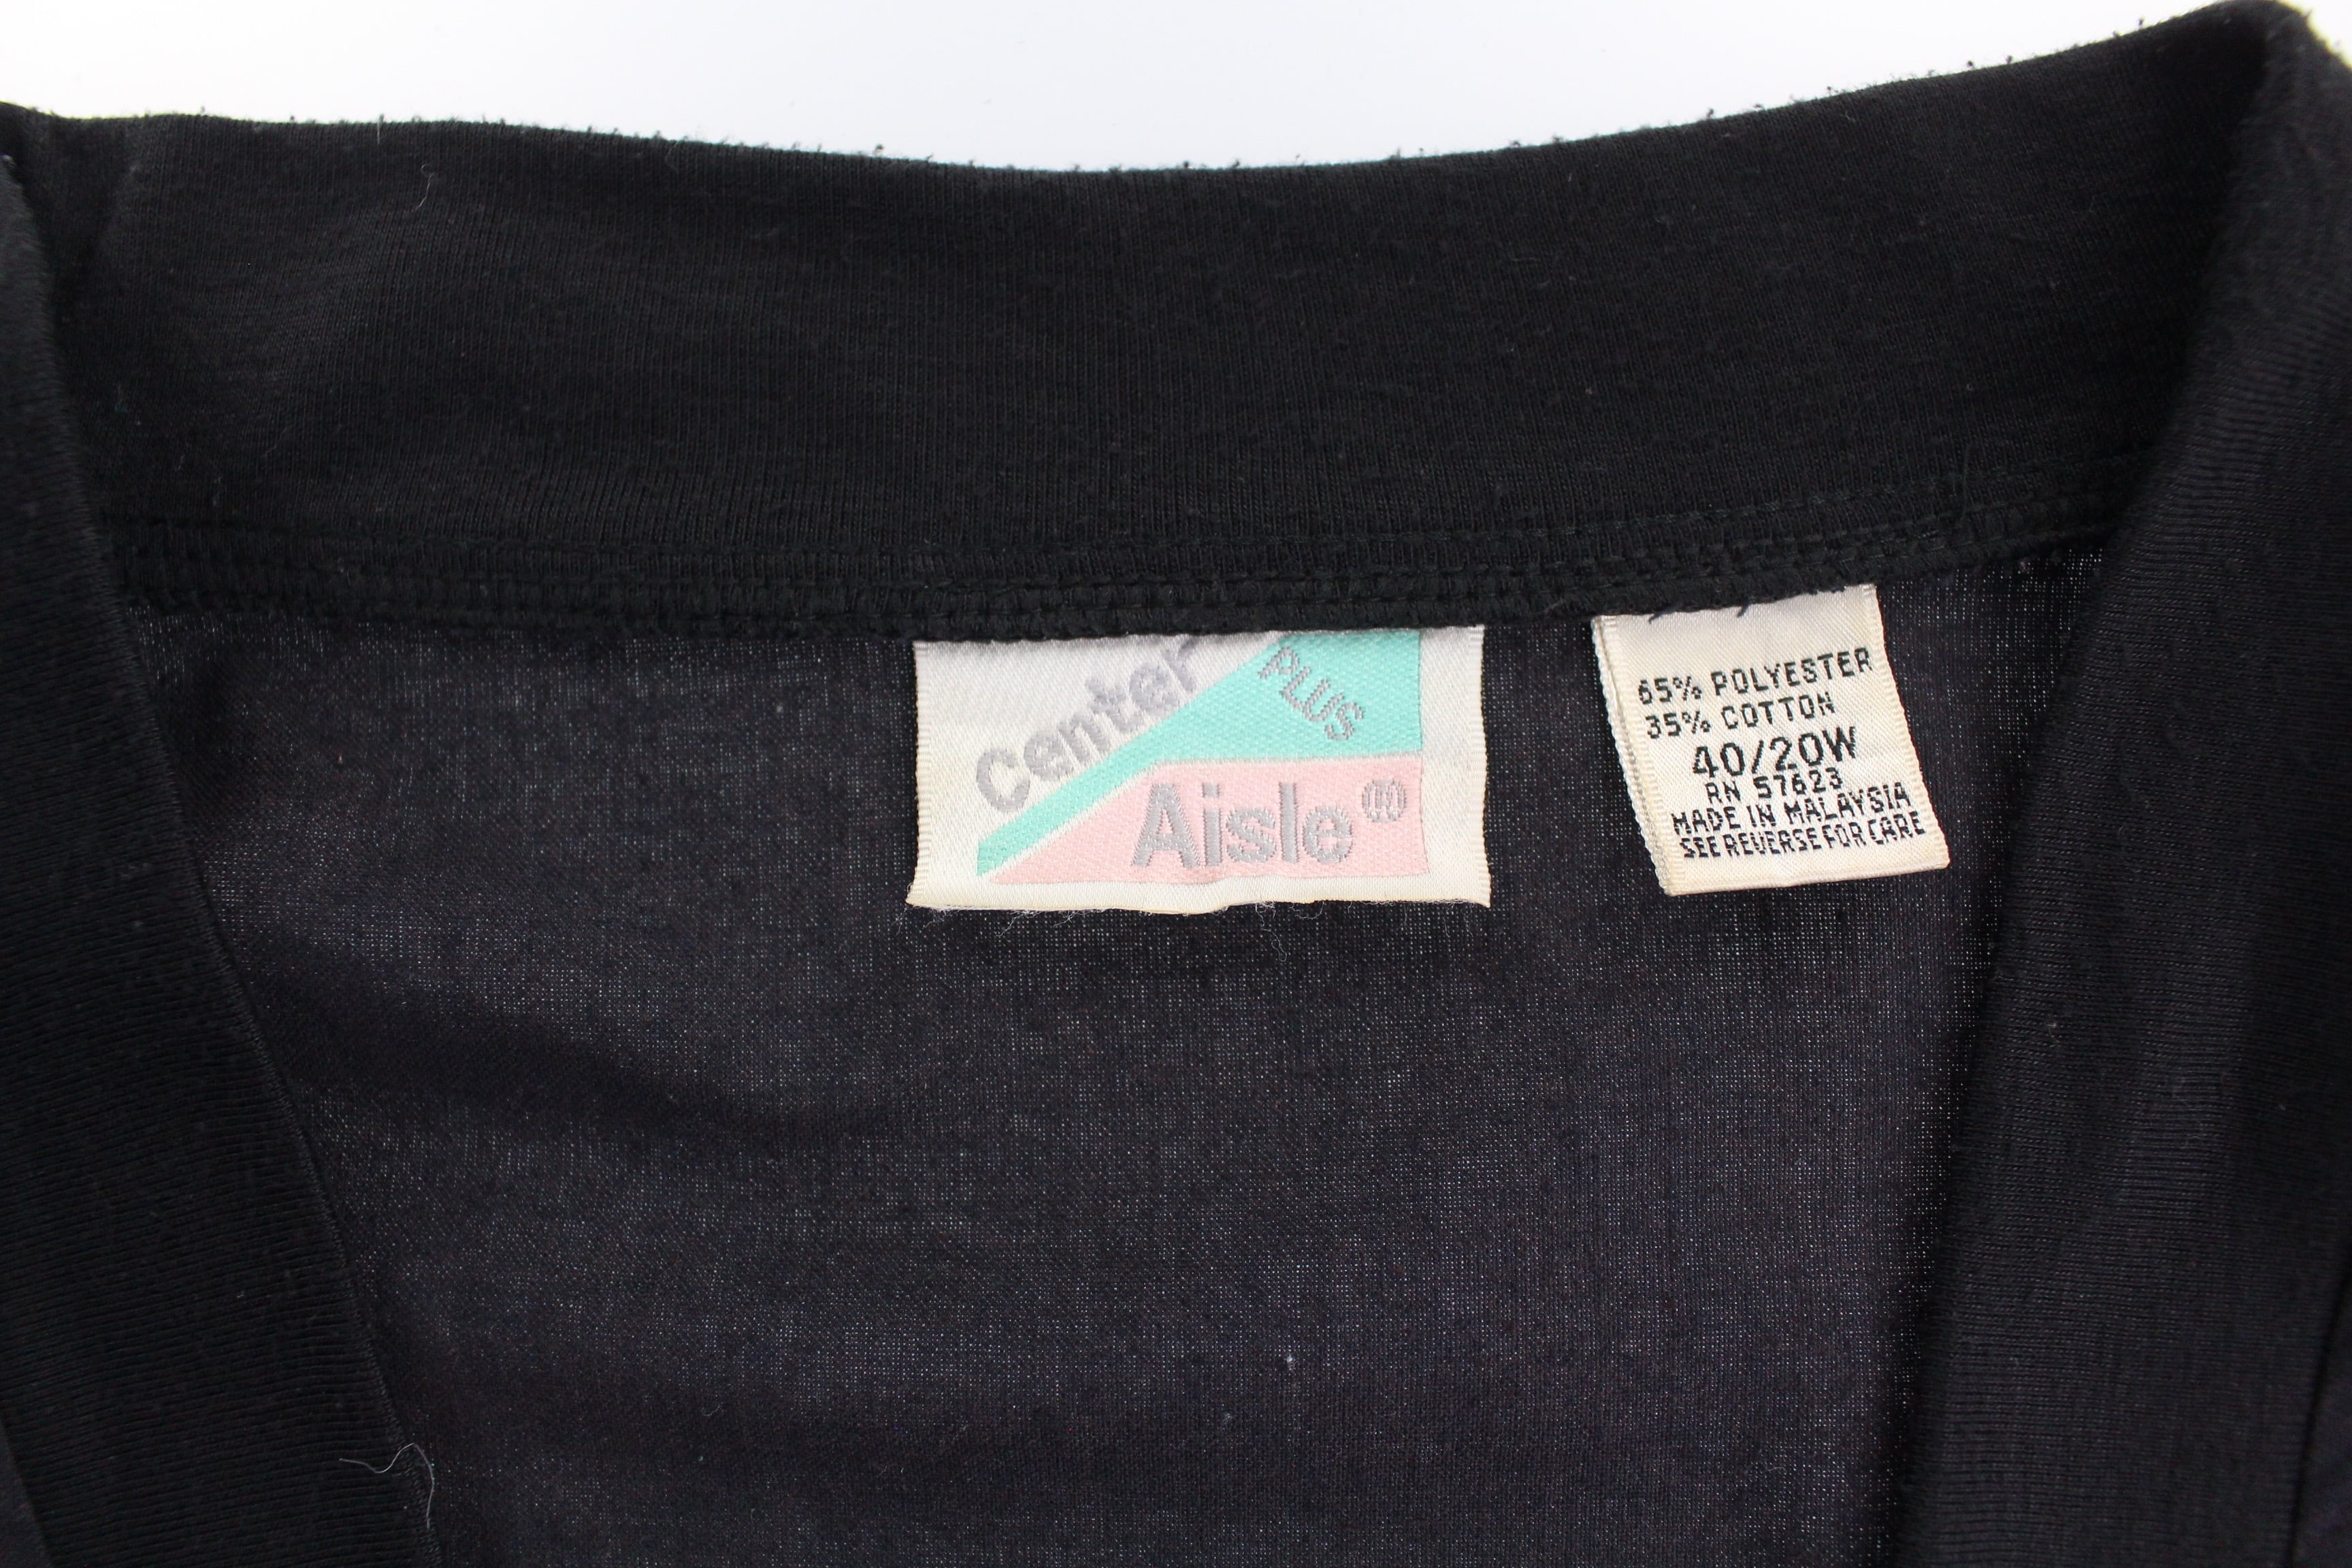 Center
PLUS
Aisle®
65% POLYESTER
35% COTTON
40/20W
RN 57623
MADE IN MALAYSIA
SEE REVERSE FOR CARE